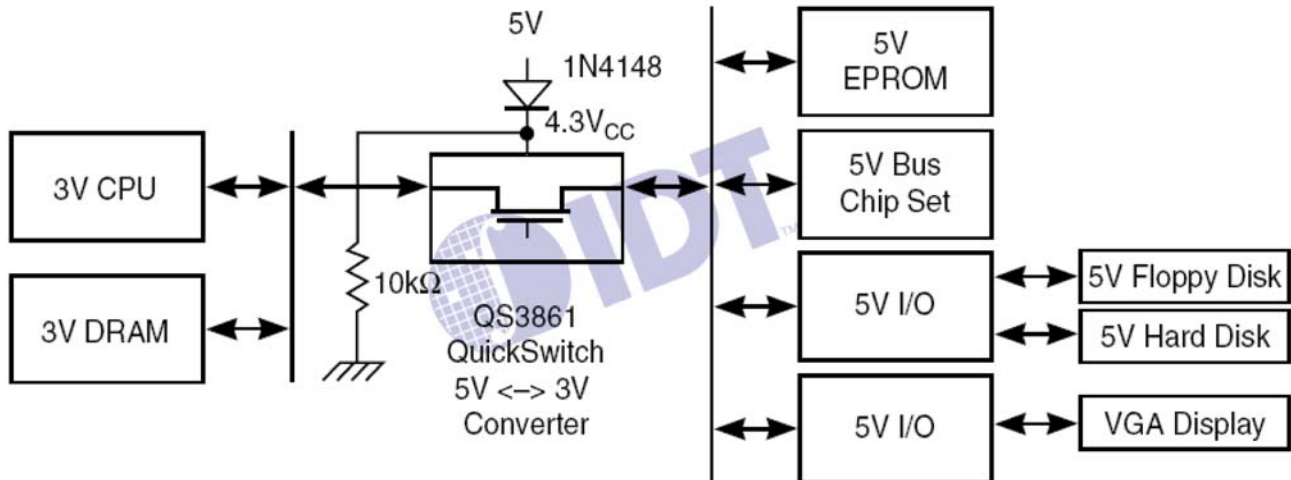 5V
1N4148
4.3VCC
3V CPU
3V DRAM
10kΩ
QS3861
QuickSwitch
5V <–> 3V
Converter
IDT
TM
5V
EPROM
5V Bus
Chip Set
5V I/O
5V Floppy Disk
5V Hard Disk
5V I/O
VGA Display